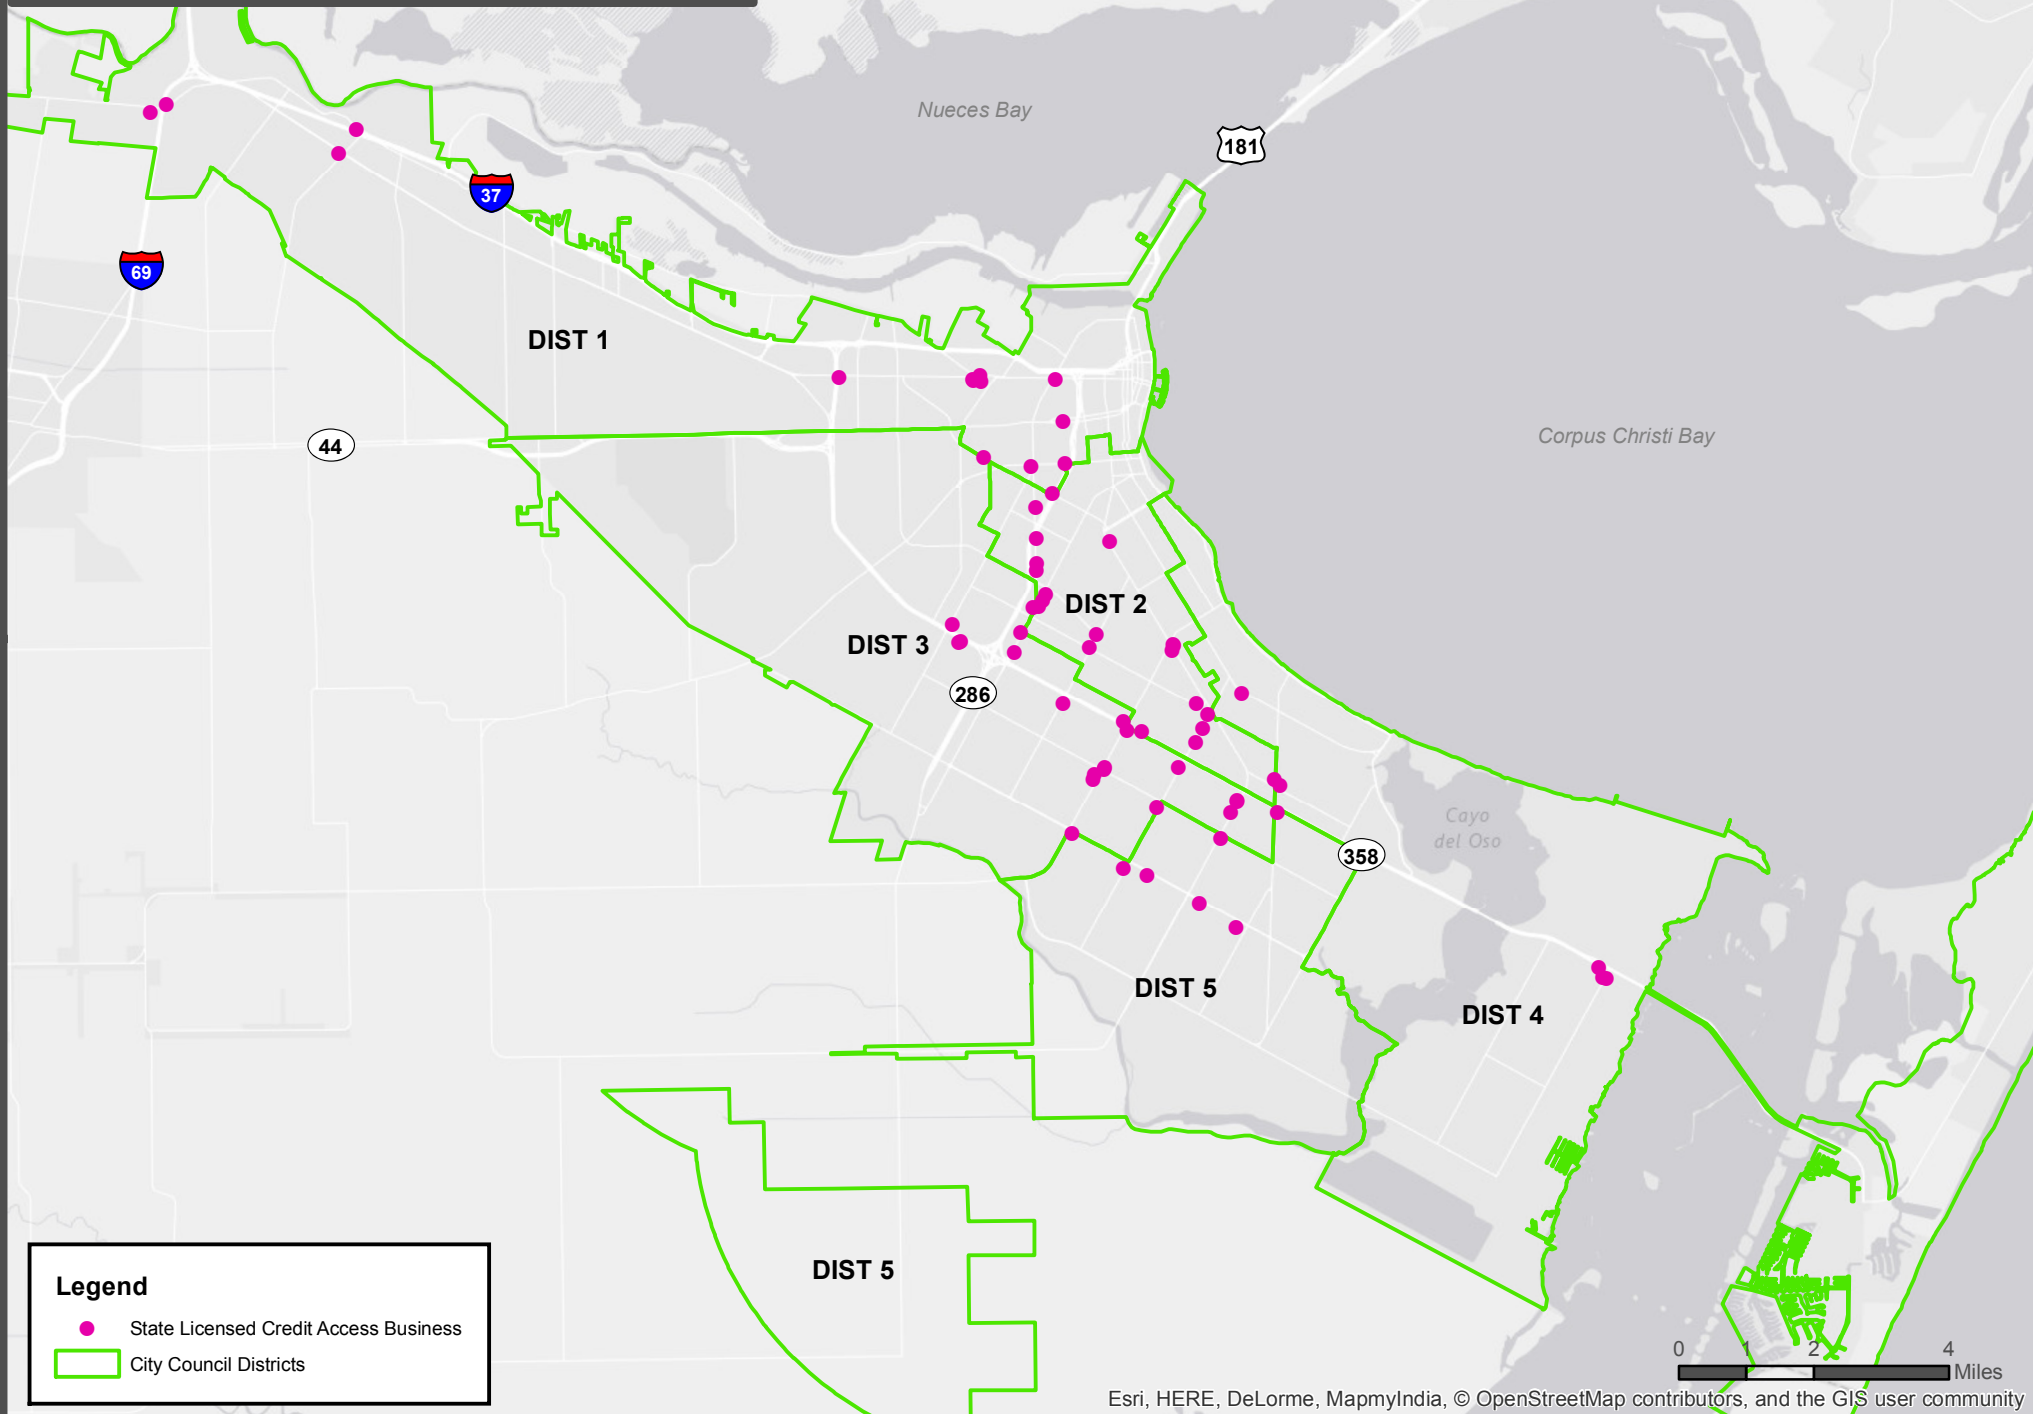 Nueces Bay
181
37
69
DIST 1
44
Corpus Christi Bay
DIST 2
DIST 3
286
Cayo
del Oso
358
DIST 5
DIST 4
DIST 5
Legend
State Licensed Credit Access Business
City Council Districts
0 1 2 4
Miles
Esri, HERE, DeLorme, MapmyIndia, © OpenStreetMap contributors, and the GIS user community